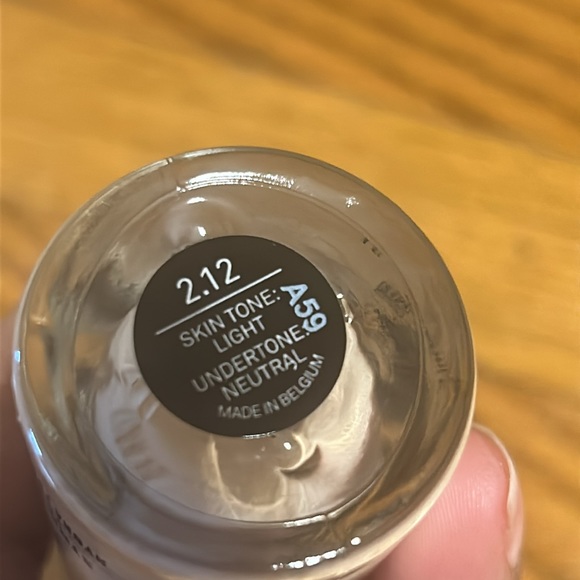 2.12
SKIN TONE:
LIGHT
UNDERTONE:
NEUTRAL
MADE IN BELGIUM
A59